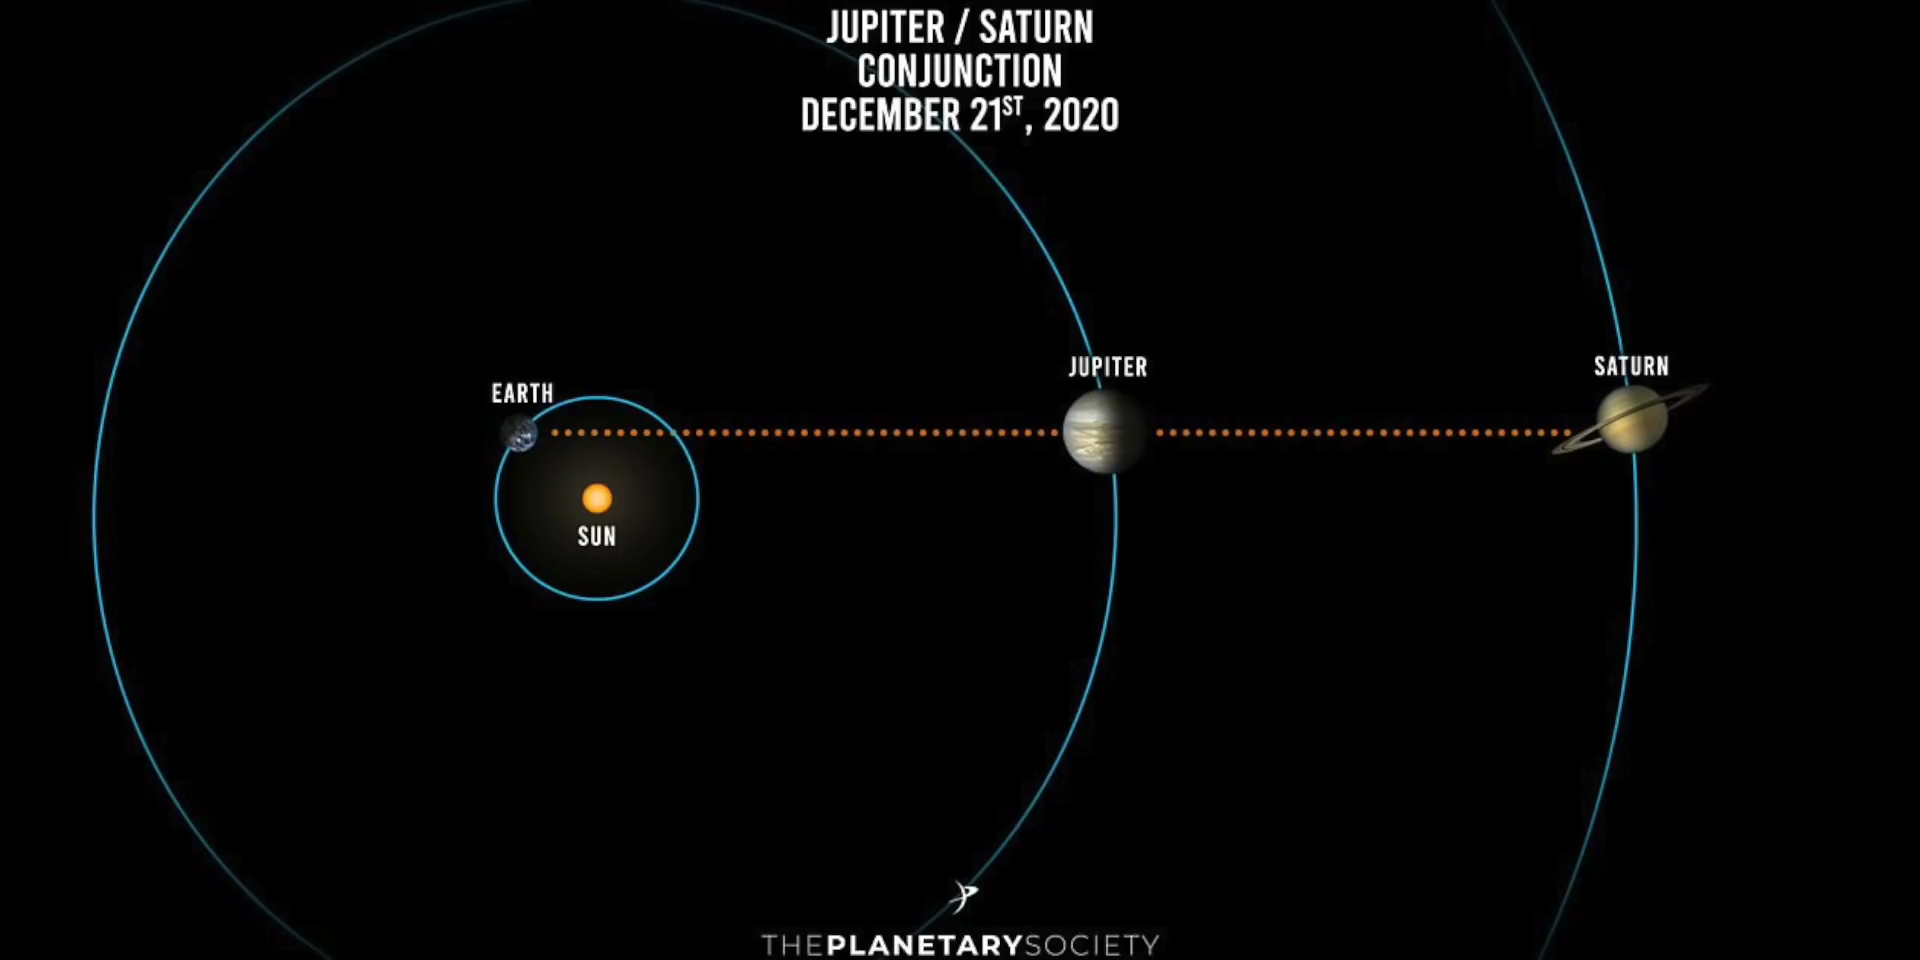 JUPITER / SATURN
CONJUNCTION
DECEMBER 21ST, 2020
JUPITER
SATURN
EARTH
SUN
THEPLANETARYSOCIETY